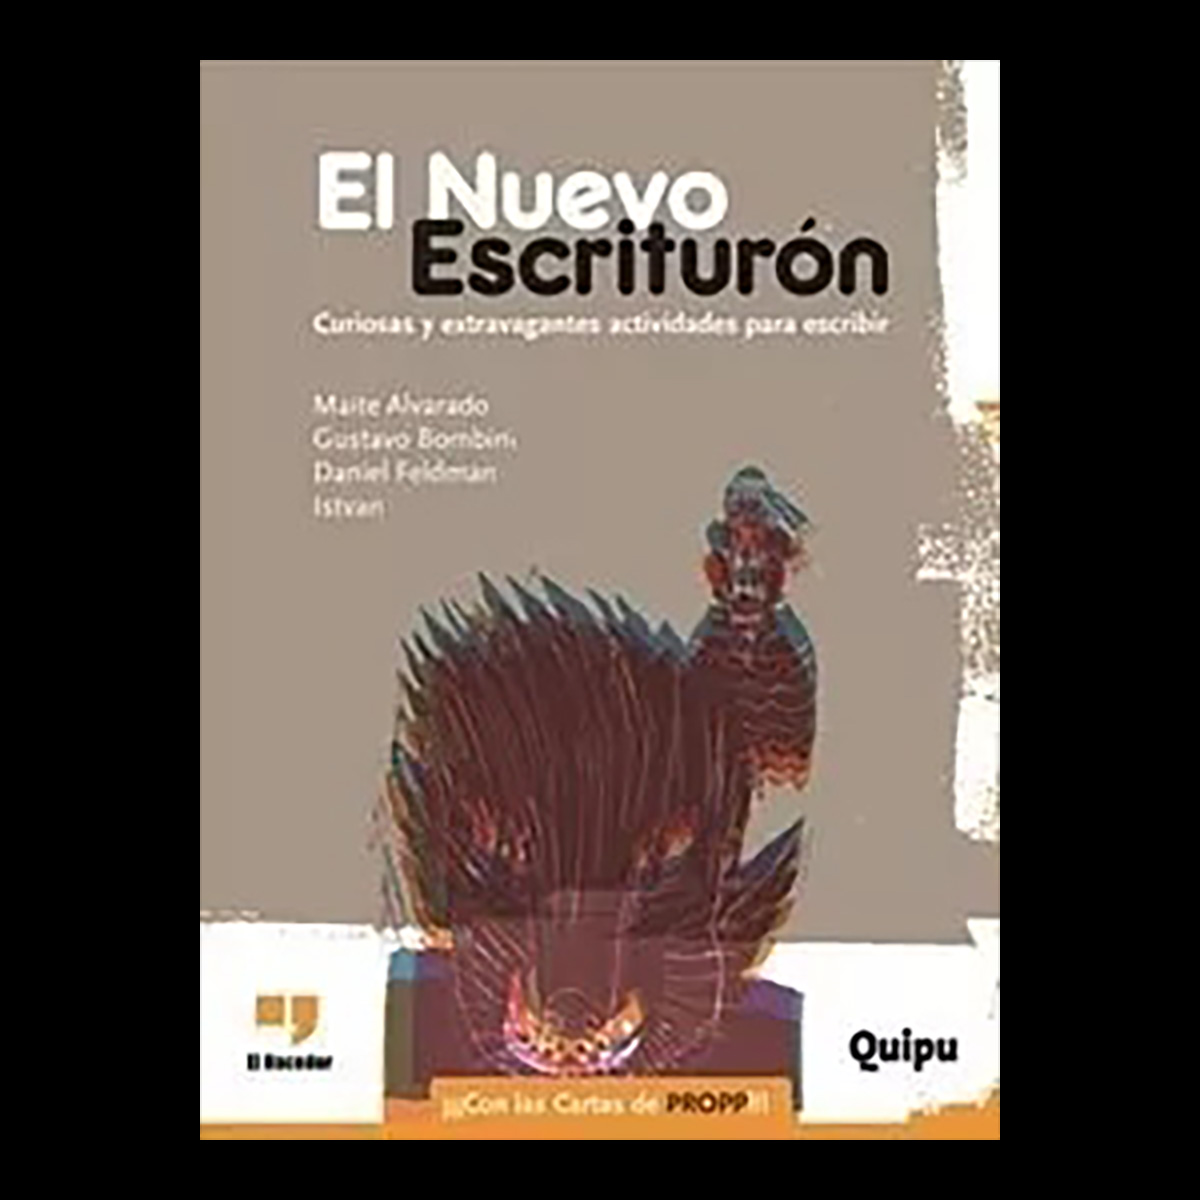 El Nuevo
Escriturón
Curiosas y extravagantes actividades para escribir
Maite Alvarado
Gustavo Bombini
Daniel Feldman
Istvan
El Hacedor
Quipu
¡¡¡Con las Cartas de PROPP!!!